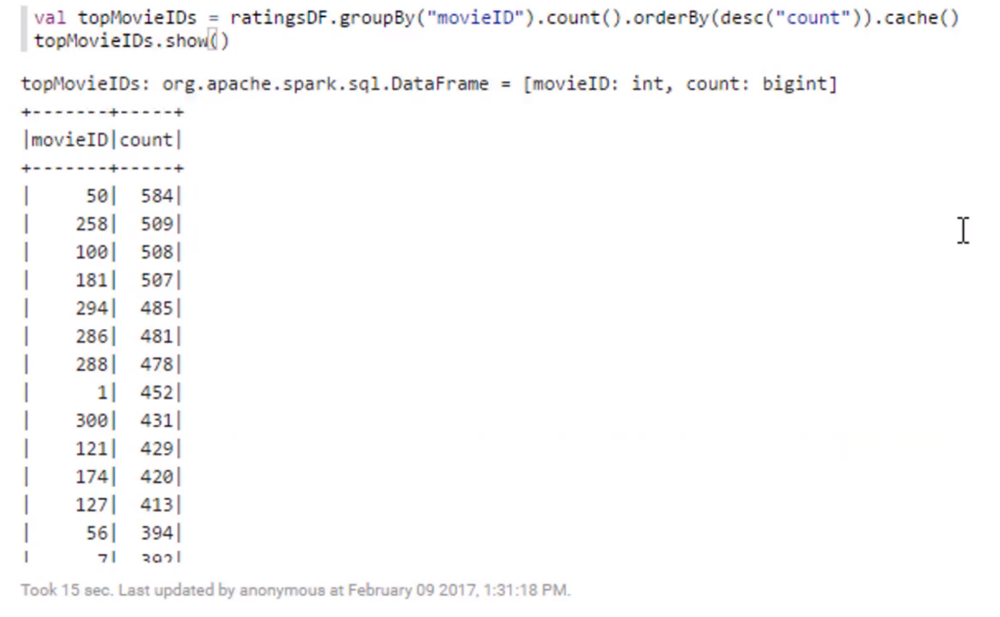 val topMovieIDs = ratingsDF.groupBy("movieID").count().orderBy(desc("count")).cache()
topMovieIDs.show()
topMovieIDs: org.apache.spark.sql.DataFrame = [movieID: int, count: bigint]
+-------+-----+
|movieID|count|
+-------+-----+
|     50|  584|
|    258|  509|
|    100|  508|
|    181|  507|
|    294|  485|
|    286|  481|
|    288|  478|
|      1|  452|
|    300|  431|
|    121|  429|
|    174|  420|
|    127|  413|
|     56|  394|
|      7|  392|
Took 15 sec. Last updated by anonymous at February 09 2017, 1:31:18 PM.